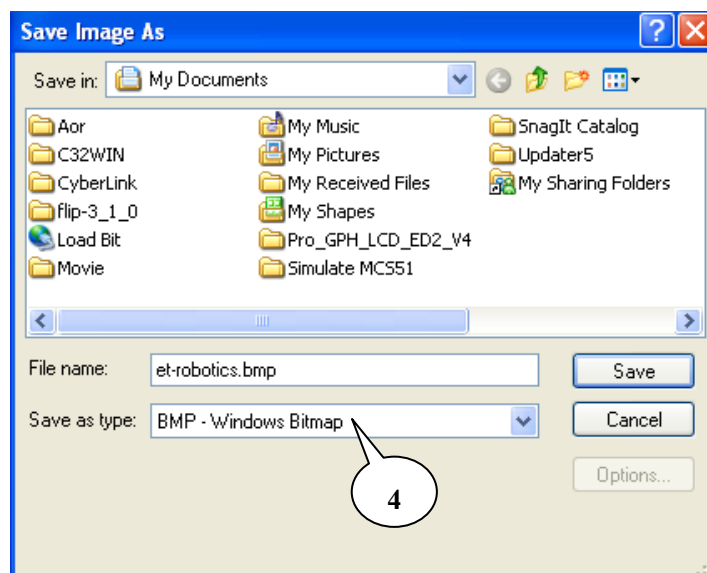 Save Image As
Save in: My Documents
Aor My Music SnagIt Catalog
C32WIN My Pictures Updater5
CyberLink My Received Files My Sharing Folders
flip-3_1_0 My Shapes
Load Bit Pro_GPH_LCD_ED2_V4
Movie Simulate MCS51
File name: et-robotics.bmp Save
Save as type: BMP - Windows Bitmap Cancel
Options...
4